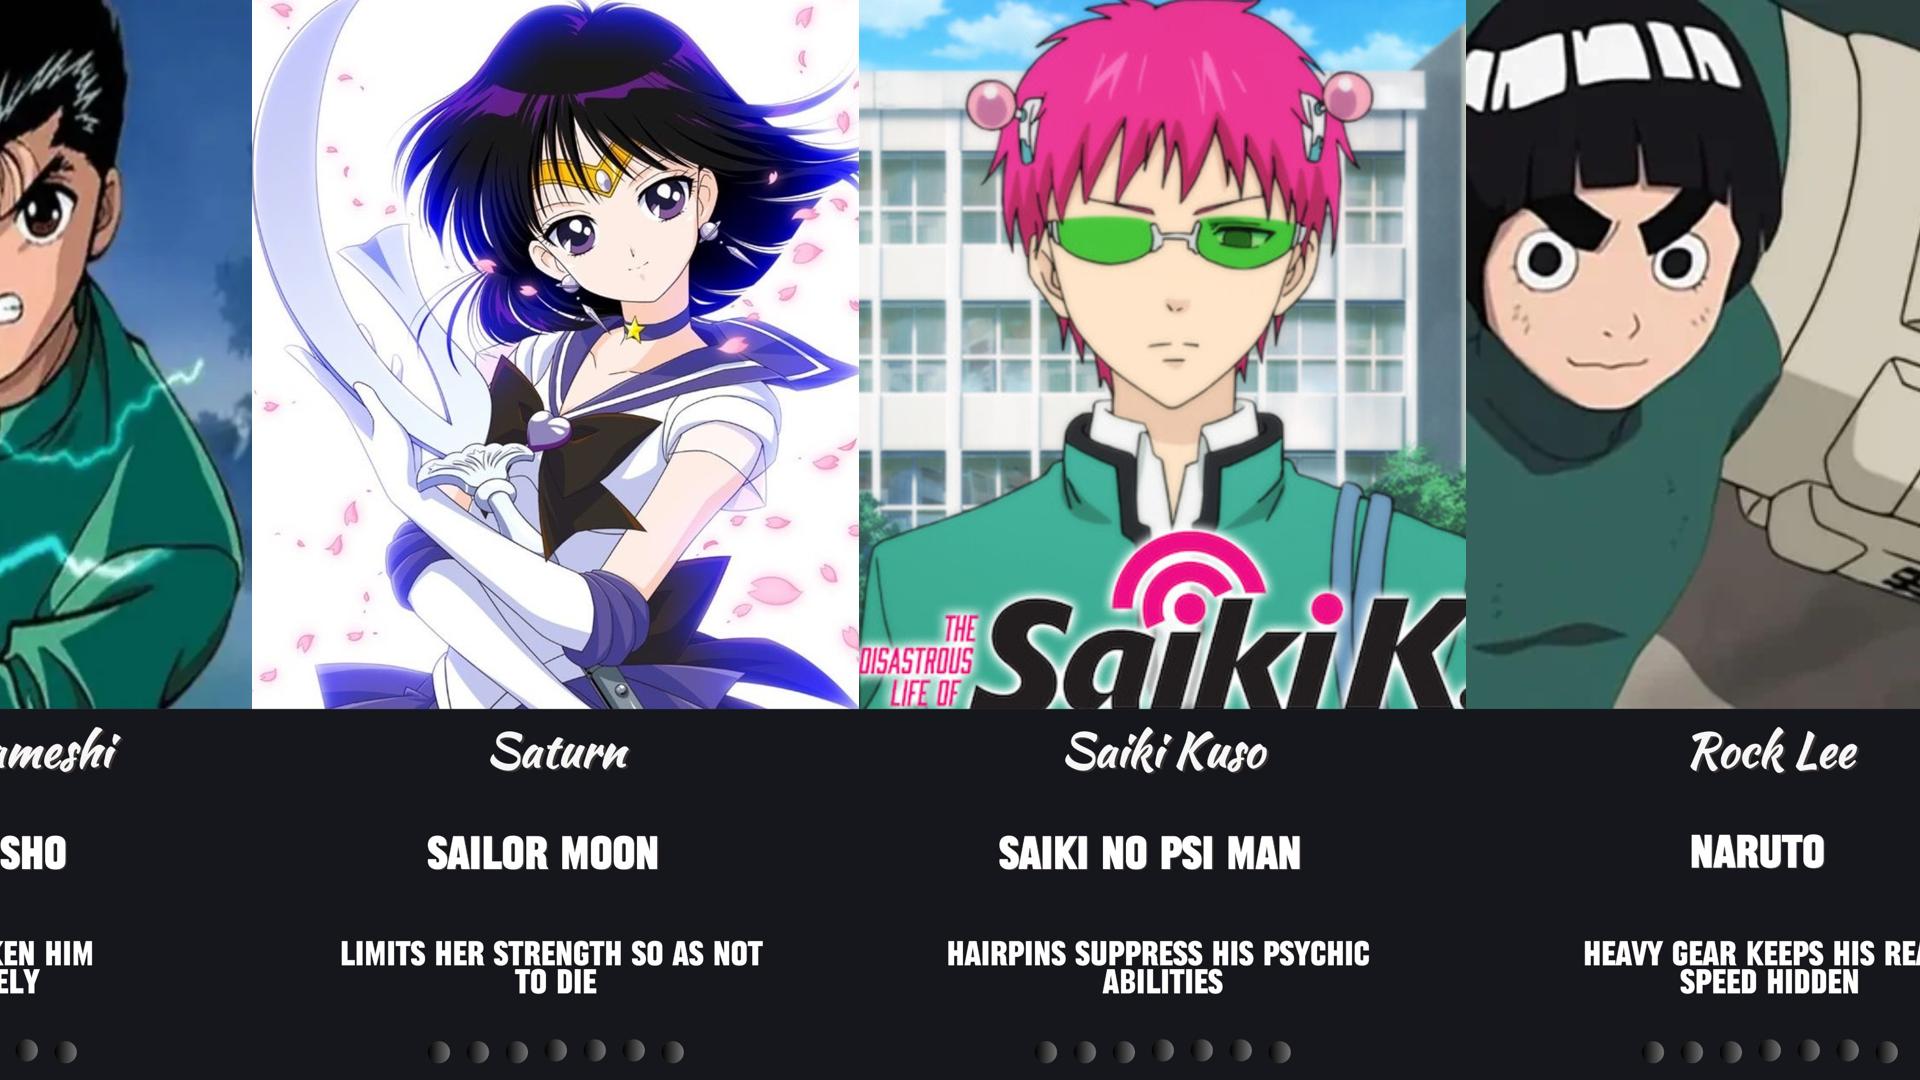 THE
DISASTROUS
LIFE OF
Saiki K.
ameshi
SHO
KEN HIM
ELY
Saturn
SAILOR MOON
LIMITS HER STRENGTH SO AS NOT
TO DIE
Saiki Kuso
SAIKI NO PSI MAN
HAIRPINS SUPPRESS HIS PSYCHIC
ABILITIES
Rock Lee
NARUTO
HEAVY GEAR KEEPS HIS REA
SPEED HIDDEN